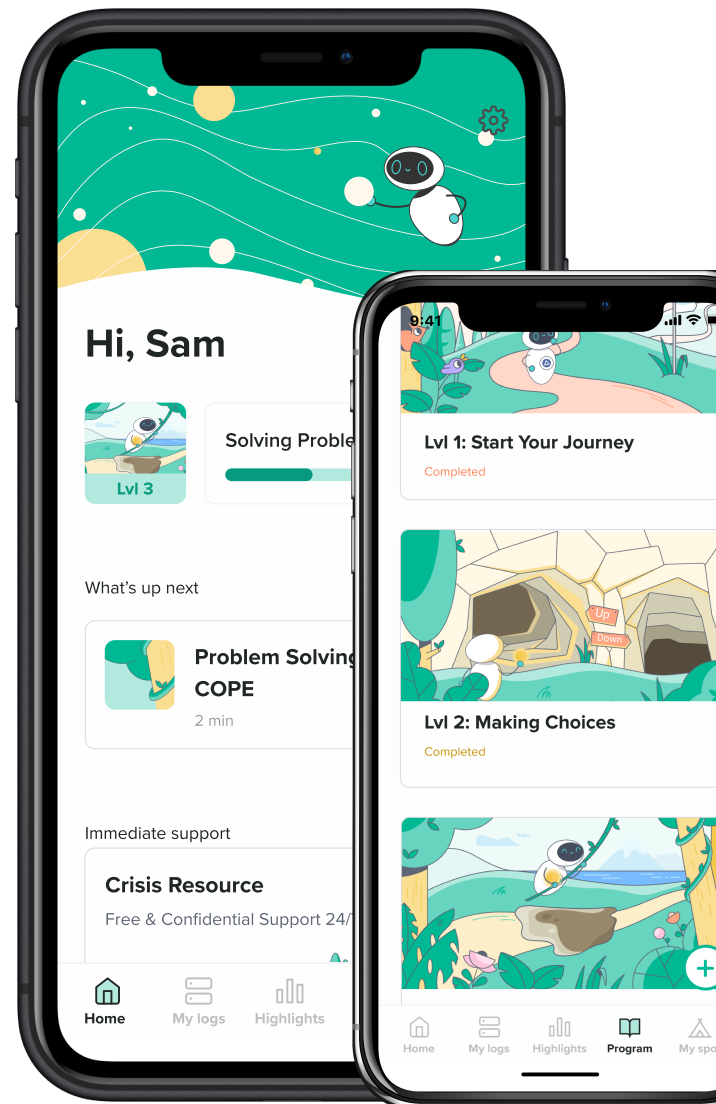 Hi, Sam
Lvl 3
Solving Proble
What's up next
Problem Solving
COPE
2 min
Immediate support
Crisis Resource
Free & Confidential Support 24/
Home
My logs
Highlights
9:41
Lvl 1: Start Your Journey
Completed
Up
Down
Lvl 2: Making Choices
Completed
Home
My logs
Highlights
Program
My spo